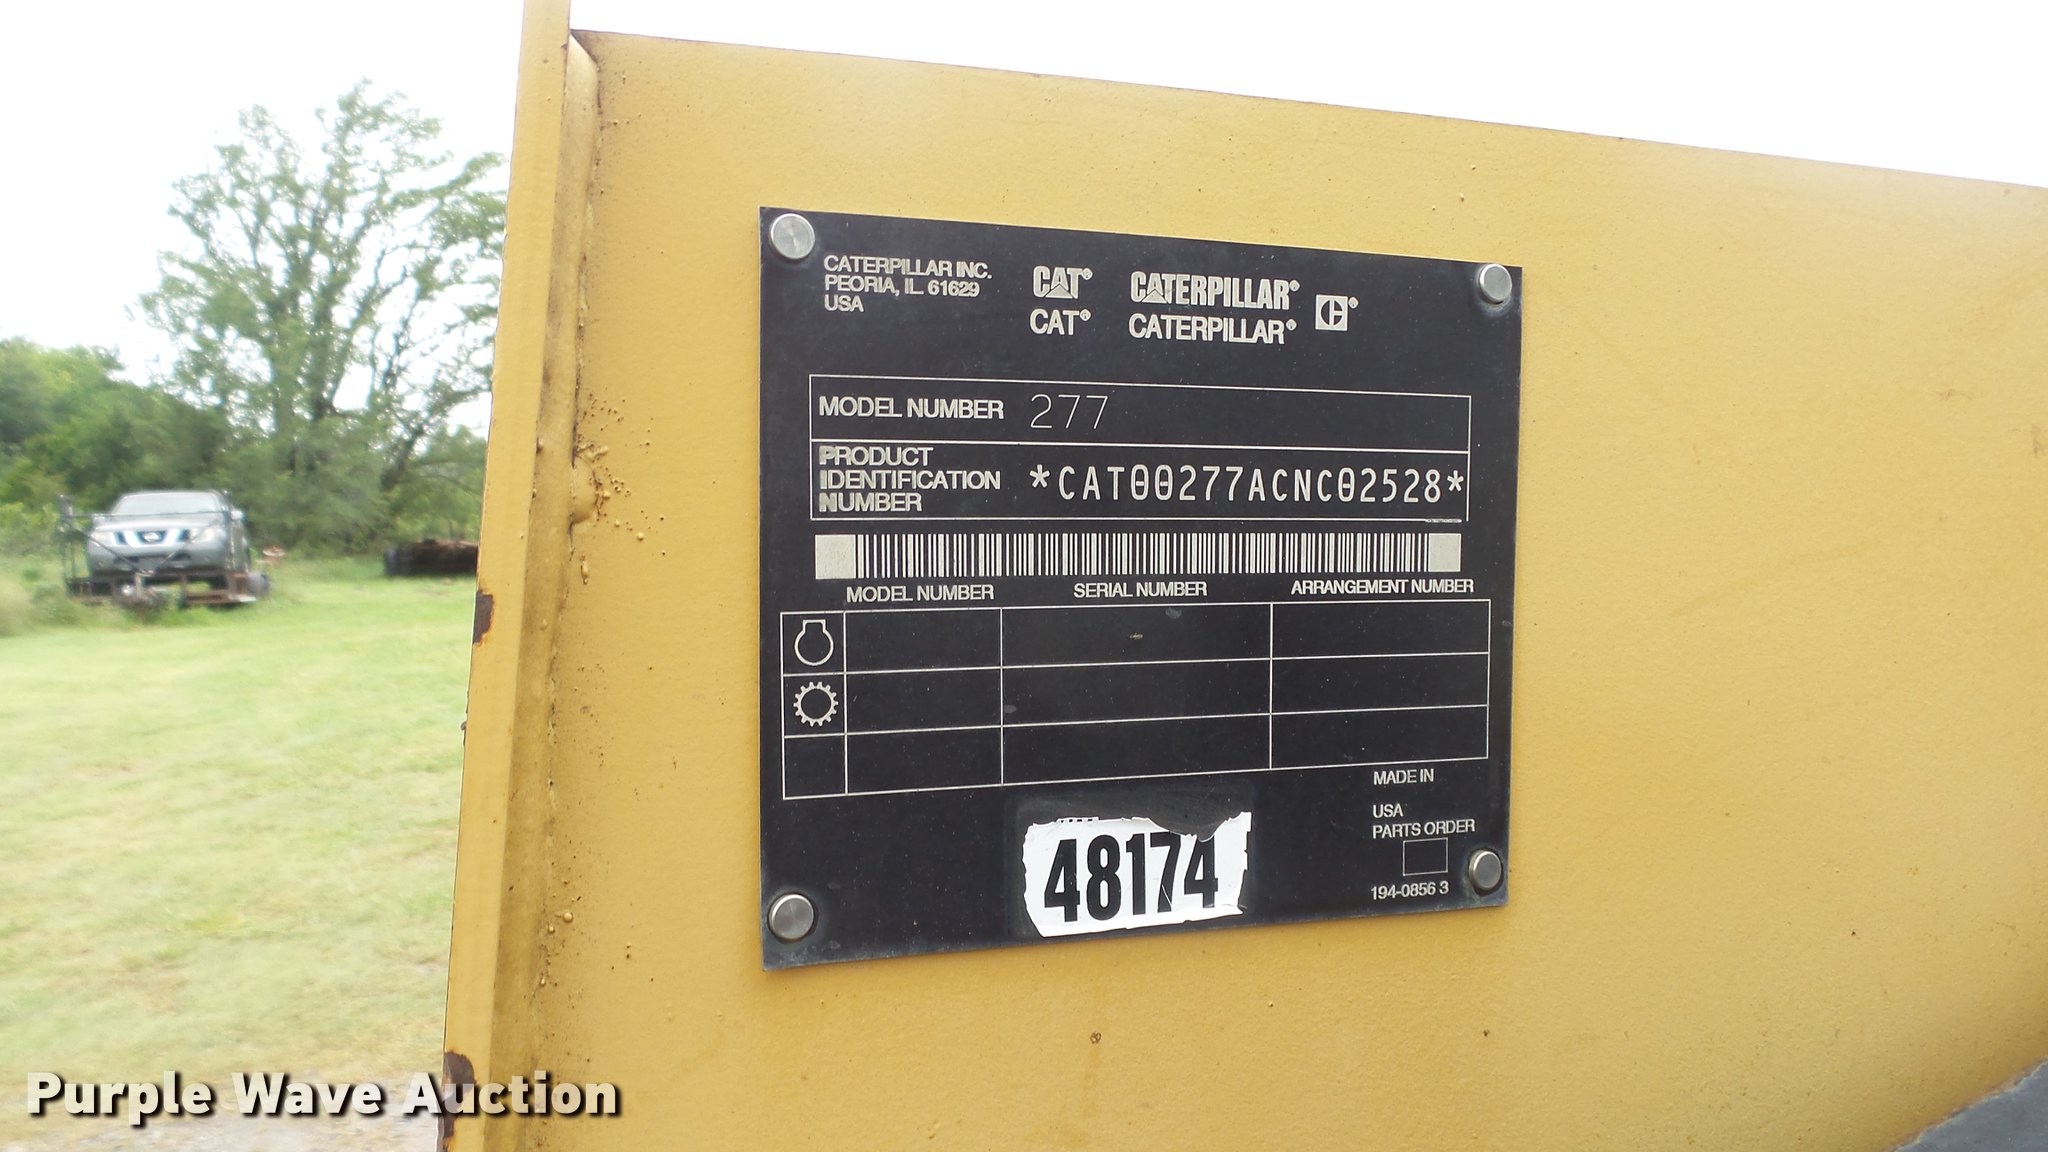 CATERPILLAR INC.
PEORIA, IL 61629
USA
CAT®
CAT®
CATERPILLAR®
CATERPILLAR®
MODEL NUMBER 277
PRODUCT
IDENTIFICATION
NUMBER
*CAT00277ACNC02528*
MODEL NUMBER SERIAL NUMBER ARRANGEMENT NUMBER
MADE IN
USA
PARTS ORDER
194-0856 3
48174
Purple Wave Auction